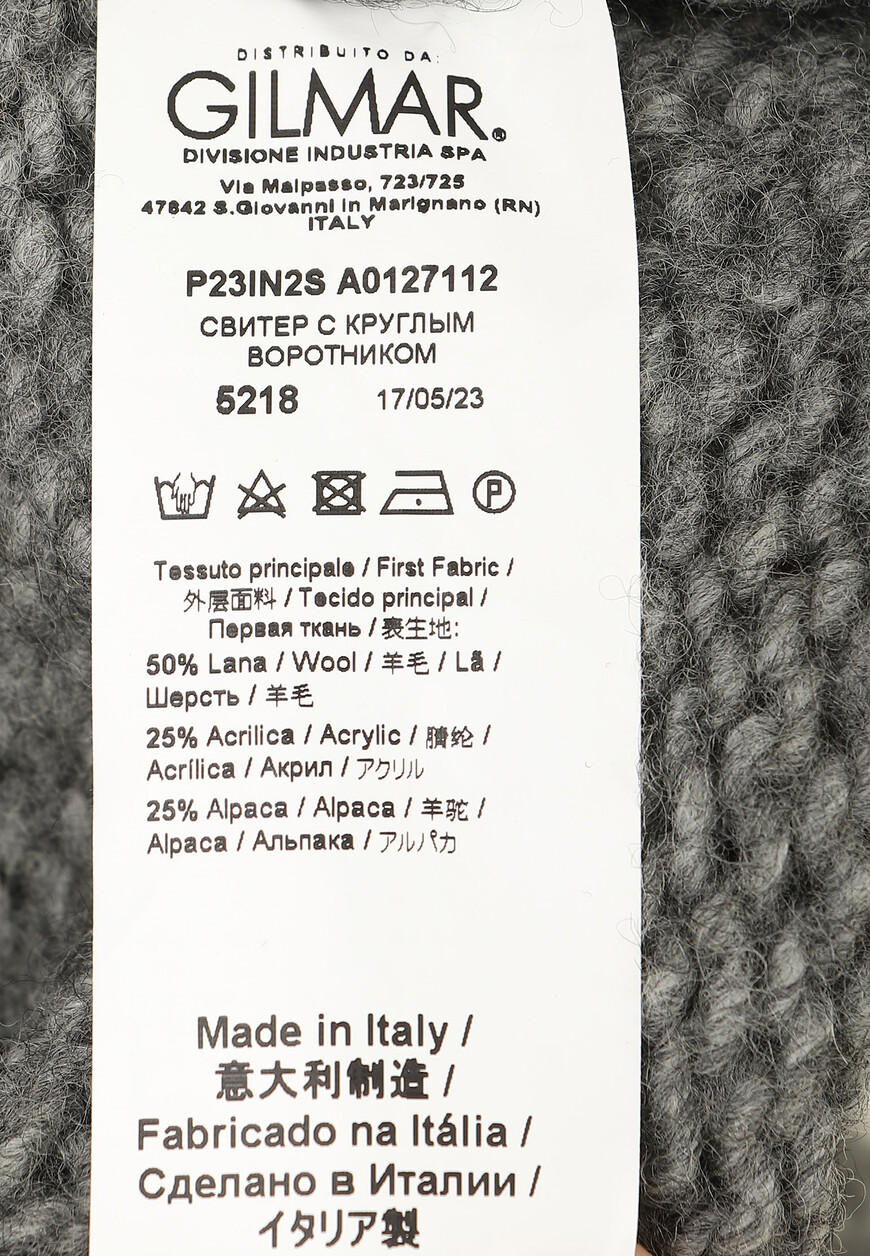 DISTRIBUITO DA:
GILMAR®
DIVISIONE INDUSTRIA SPA
Via Malpasso, 723/725
47842 S.Giovanni in Marignano (RN)
ITALY
P23IN2S A0127112
СВИТЕР С КРУГЛЫМ
ВОРОТНИКОМ
5218 17/05/23
P
Tessuto principale / First Fabric /
外层面料 / Tecido principal /
Первая ткань / 表生地:
50% Lana / Wool / 羊毛 / Lã /
Шерсть / 羊毛
25% Acrilica / Acrylic / 腈纶 /
Acrílica / Акрил / アクリル
25% Alpaca / Alpaca / 羊驼 /
Alpaca / Альпака / アルパカ
Made in Italy /
意大利制造 /
Fabricado na Itália /
Сделано в Италии /
イタリア製